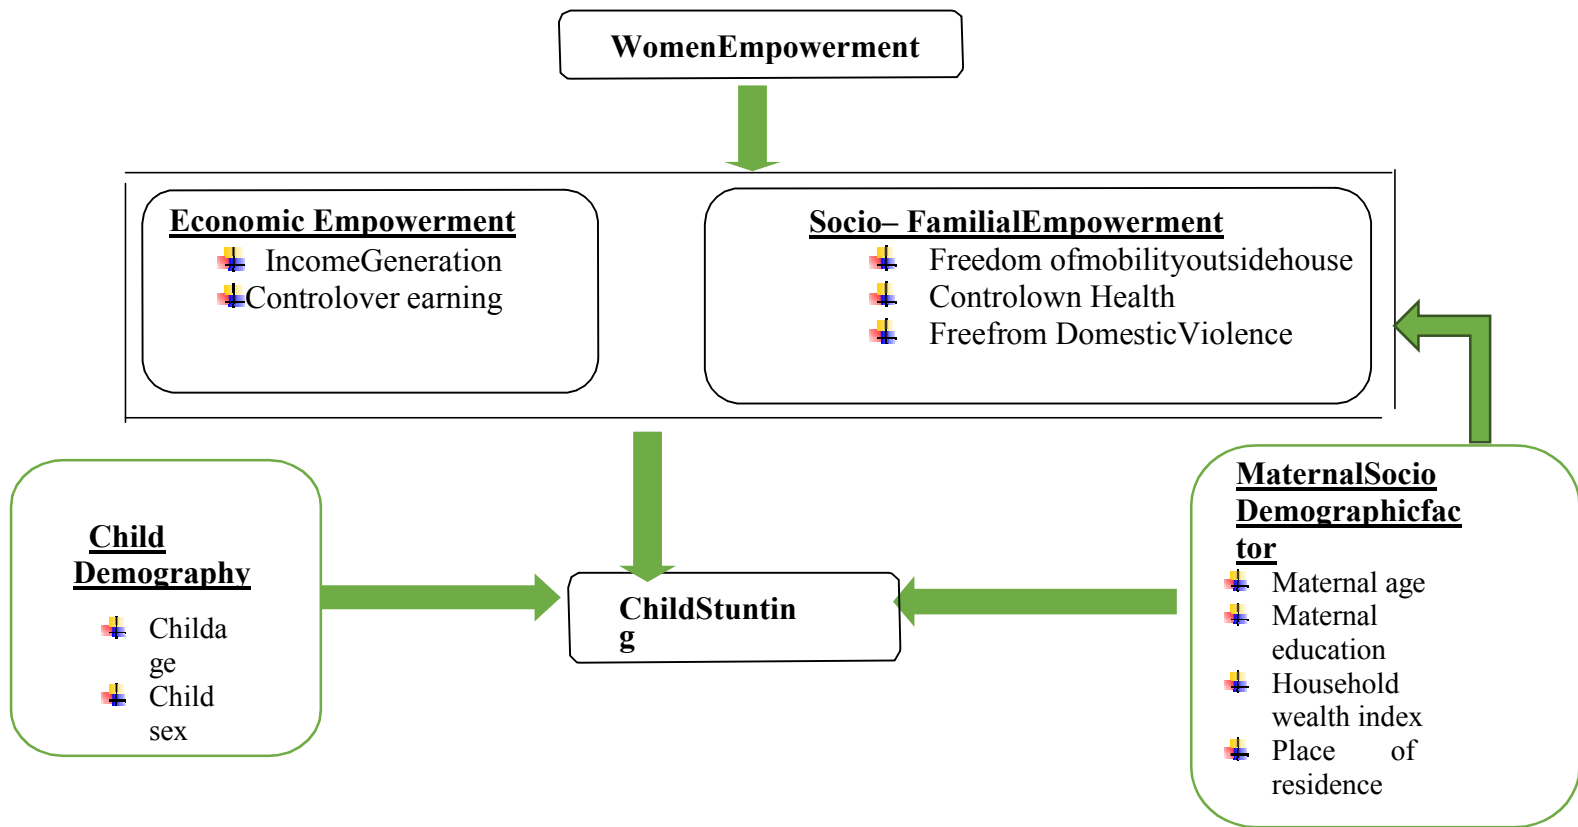 WomenEmpowerment
Economic Empowerment
IncomeGeneration
Controlover earning
Socio– FamilialEmpowerment
Freedom ofmobilityoutsidehouse
Controlown Health
Freefrom DomesticViolence
Child
Demography
Childa
ge
Child
sex
ChildStuntin
g
MaternalSocio
Demographicfac
tor
Maternal age
Maternal
education
Household
wealth index
Place of
residence